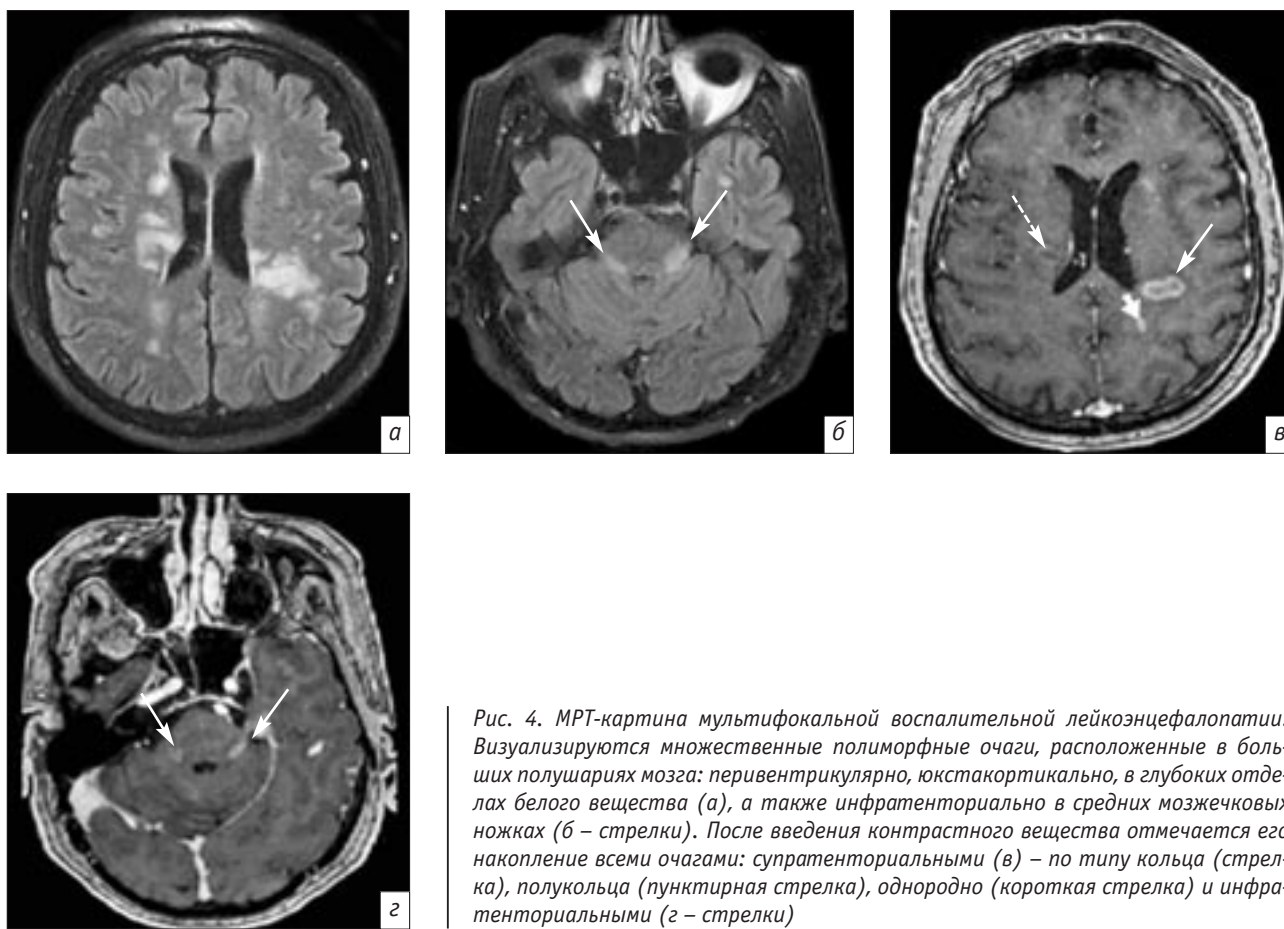 а
б
в
г
Рис. 4. МРТ-картина мультифокальной воспалительной лейкоэнцефалопатии.
Визуализируются множественные полиморфные очаги, расположенные в боль-
ших полушариях мозга: перивентрикулярно, юкстакортикально, в глубоких отде-
лах белого вещества (а), а также инфратенториально в средних мозжечковых
ножках (б – стрелки). После введения контрастного вещества отмечается его
накопление всеми очагами: супратенториальными (в) – по типу кольца (стрел-
ка), полукольца (пунктирная стрелка), однородно (короткая стрелка) и инфра-
тенториальными (г – стрелки)